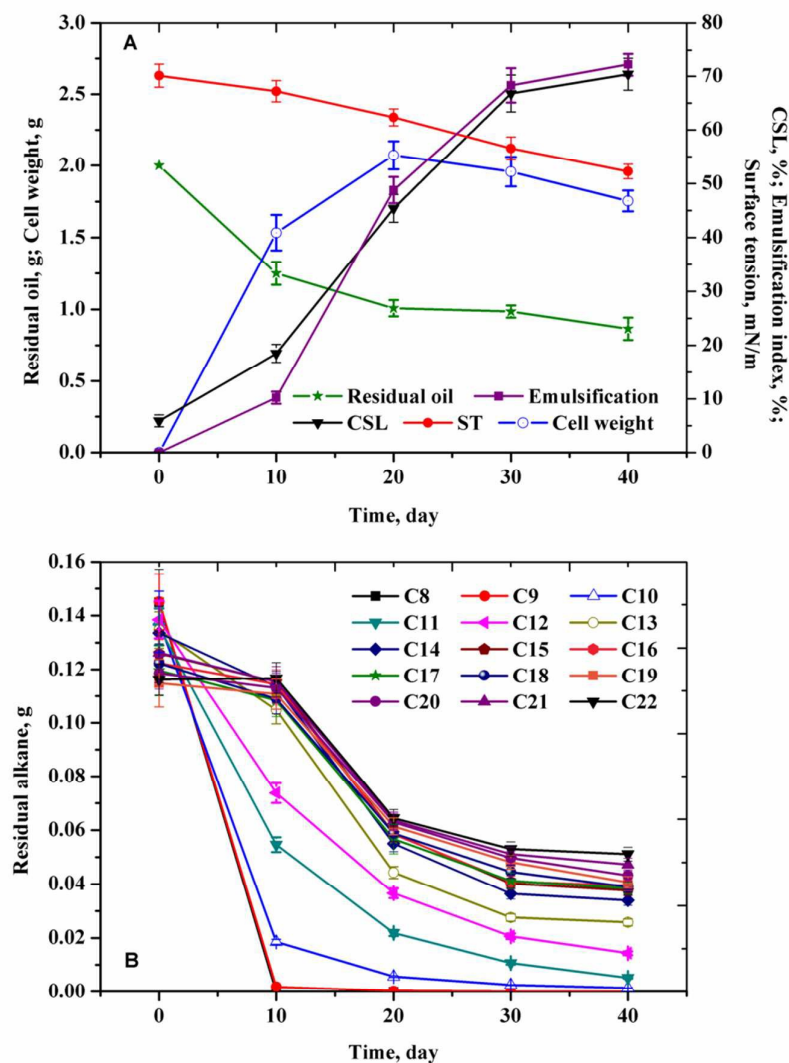 A
3.0
2.5
2.0
1.5
1.0
0.5
0.0
Residual oil, g; Cell weight, g
80
70
60
50
40
30
20
10
0
CSL, %; Emulsification index, %;
Surface tension, mN/m
Residual oil Emulsification
CSL ST Cell weight
0 10 20 30 40
Time, day
0.16
0.14
0.12
0.10
0.08
0.06
0.04
0.02
0.00
Residual alkane, g
C8 C9 C10
C11 C12 C13
C14 C15 C16
C17 C18 C19
C20 C21 C22
B
0 10 20 30 40
Time, day